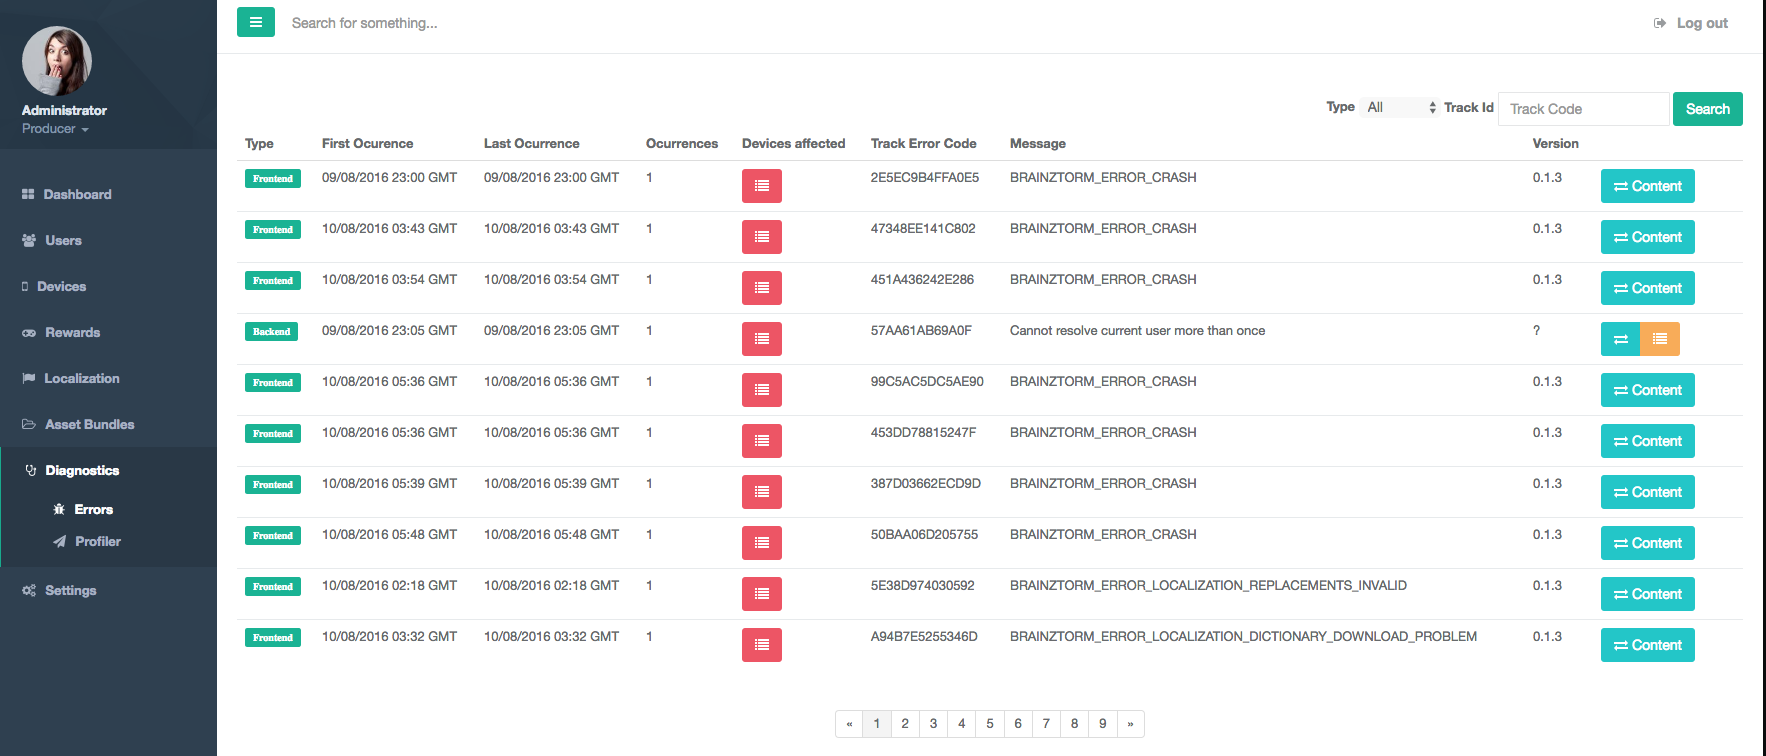 Search for something...
Log out
Administrator
Producer
Dashboard
Users
Devices
Rewards
Localization
Asset Bundles
Diagnostics
Errors
Profiler
Settings
Type All Track Id Track Code Search
Type First Ocurence Last Ocurrence Ocurrences Devices affected Track Error Code Message Version
Frontend 09/08/2016 23:00 GMT 09/08/2016 23:00 GMT 1 2E5EC9B4FFA0E5 BRAINZTORM_ERROR_CRASH 0.1.3 Content
Frontend 10/08/2016 03:43 GMT 10/08/2016 03:43 GMT 1 47348EE141C802 BRAINZTORM_ERROR_CRASH 0.1.3 Content
Frontend 10/08/2016 03:54 GMT 10/08/2016 03:54 GMT 1 451A436242E286 BRAINZTORM_ERROR_CRASH 0.1.3 Content
Backend 09/08/2016 23:05 GMT 09/08/2016 23:05 GMT 1 57AA61AB69A0F Cannot resolve current user more than once ?
Frontend 10/08/2016 05:36 GMT 10/08/2016 05:36 GMT 1 99C5AC5DC5AE90 BRAINZTORM_ERROR_CRASH 0.1.3 Content
Frontend 10/08/2016 05:36 GMT 10/08/2016 05:36 GMT 1 453DD78815247F BRAINZTORM_ERROR_CRASH 0.1.3 Content
Frontend 10/08/2016 05:39 GMT 10/08/2016 05:39 GMT 1 387D03662ECD9D BRAINZTORM_ERROR_CRASH 0.1.3 Content
Frontend 10/08/2016 05:48 GMT 10/08/2016 05:48 GMT 1 50BAA06D205755 BRAINZTORM_ERROR_CRASH 0.1.3 Content
Frontend 10/08/2016 02:18 GMT 10/08/2016 02:18 GMT 1 5E38D974030592 BRAINZTORM_ERROR_LOCALIZATION_REPLACEMENTS_INVALID 0.1.3 Content
Frontend 10/08/2016 03:32 GMT 10/08/2016 03:32 GMT 1 A94B7E5255346D BRAINZTORM_ERROR_LOCALIZATION_DICTIONARY_DOWNLOAD_PROBLEM 0.1.3 Content
« 1 2 3 4 5 6 7 8 9 »